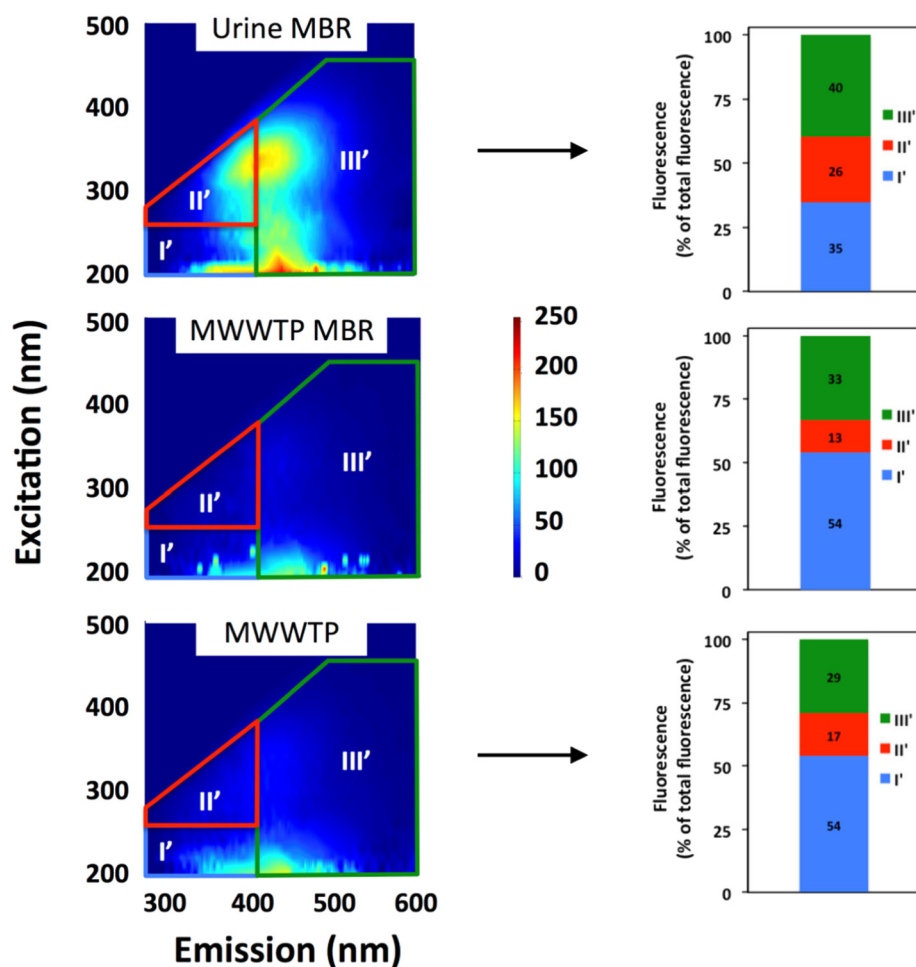 Urine MBR
500
400
300
200
III’
II’
I’
Fluorescence
(% of total fluorescence)
100
75
50
25
0
40
26
35
III'
II'
I'
MWWTP MBR
500
400
300
200
III’
II’
I’
250
200
150
100
50
0
Fluorescence
(% of total fluorescence)
100
75
50
25
0
33
13
54
III'
II'
I'
Excitation (nm)
MWWTP
500
400
300
200
III’
II’
I’
300 400 500 600
Emission (nm)
Fluorescence
(% of total fluorescence)
100
75
50
25
0
29
17
54
III'
II'
I'